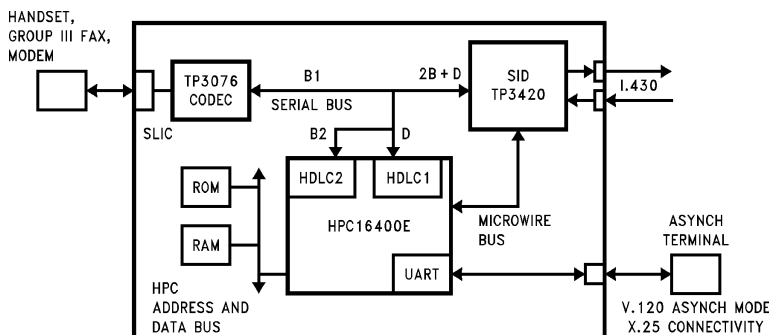 HANDSET,
GROUP III FAX,
MODEM
TP3076
CODEC
SLIC
B1
SERIAL BUS
2B + D
SID
TP3420
I.430
B2
D
HDLC2
HDLC1
HPC16400E
UART
ROM
RAM
HPC
ADDRESS AND
DATA BUS
MICROWIRE
BUS
ASYNCH
TERMINAL
V.120 ASYNCH MODE
X.25 CONNECTIVITY